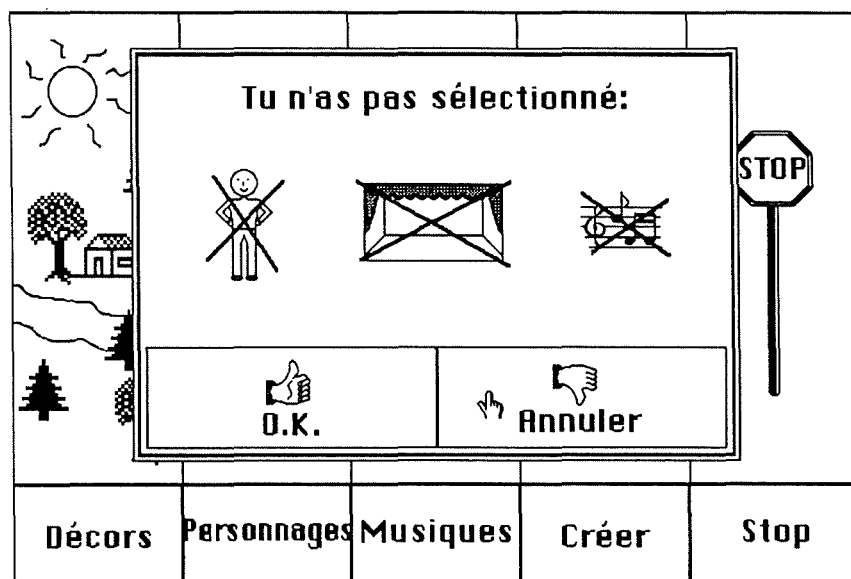 Tu n'as pas sélectionné:
STOP
O.K.
Annuler
Décors
Personnages
Musiques
Créer
Stop